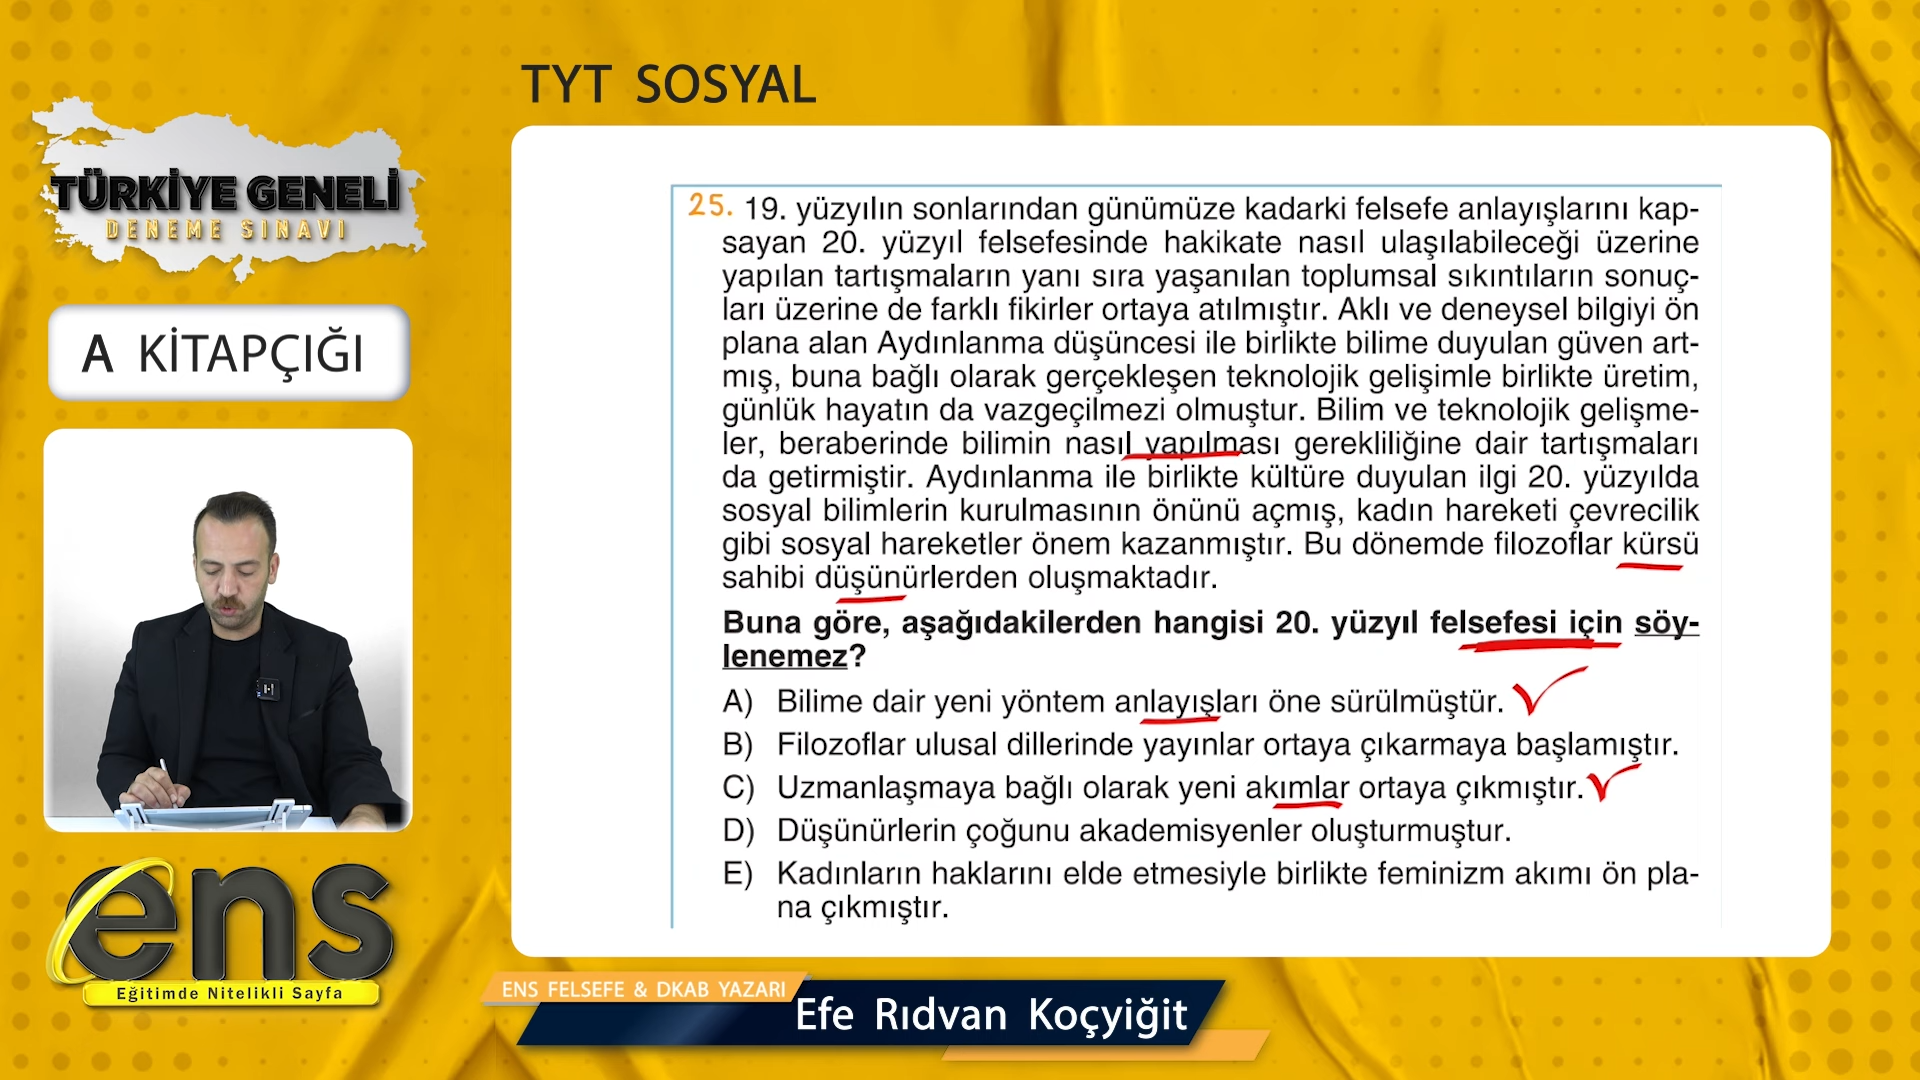 TYT SOSYAL
TÜRKİYE GENELİ
DENEME SINAVI
A KİTAPÇIĞI
25. 19. yüzyılın sonlarından günümüze kadarki felsefe anlayışlarını kap-
sayan 20. yüzyıl felsefesinde hakikate nasıl ulaşılabileceği üzerine
yapılan tartışmaların yanı sıra yaşanılan toplumsal sıkıntıların sonuç-
ları üzerine de farklı fikirler ortaya atılmıştır. Aklı ve deneysel bilgiyi ön
plana alan Aydınlanma düşüncesi ile birlikte bilime duyulan güven art-
mış, buna bağlı olarak gerçekleşen teknolojik gelişimle birlikte üretim,
günlük hayatın da vazgeçilmezi olmuştur. Bilim ve teknolojik gelişme-
ler, beraberinde bilimin nasıl yapılması gerekliliğine dair tartışmaları
da getirmiştir. Aydınlanma ile birlikte kültüre duyulan ilgi 20. yüzyılda
sosyal bilimlerin kurulmasının önünü açmış, kadın hareketi çevrecilik
gibi sosyal hareketler önem kazanmıştır. Bu dönemde filozoflar kürsü
sahibi düşünürlerden oluşmaktadır.
Buna göre, aşağıdakilerden hangisi 20. yüzyıl felsefesi için söy-
lenemez?
A) Bilime dair yeni yöntem anlayışları öne sürülmüştür.
B) Filozoflar ulusal dillerinde yayınlar ortaya çıkarmaya başlamıştır.
C) Uzmanlaşmaya bağlı olarak yeni akımlar ortaya çıkmıştır.
D) Düşünürlerin çoğunu akademisyenler oluşturmuştur.
E) Kadınların haklarını elde etmesiyle birlikte feminizm akımı ön pla-
na çıkmıştır.
ens
Eğitimde Nitelikli Sayfa
ENS FELSEFE & DKAB YAZARI
Efe Rıdvan Koçyiğit